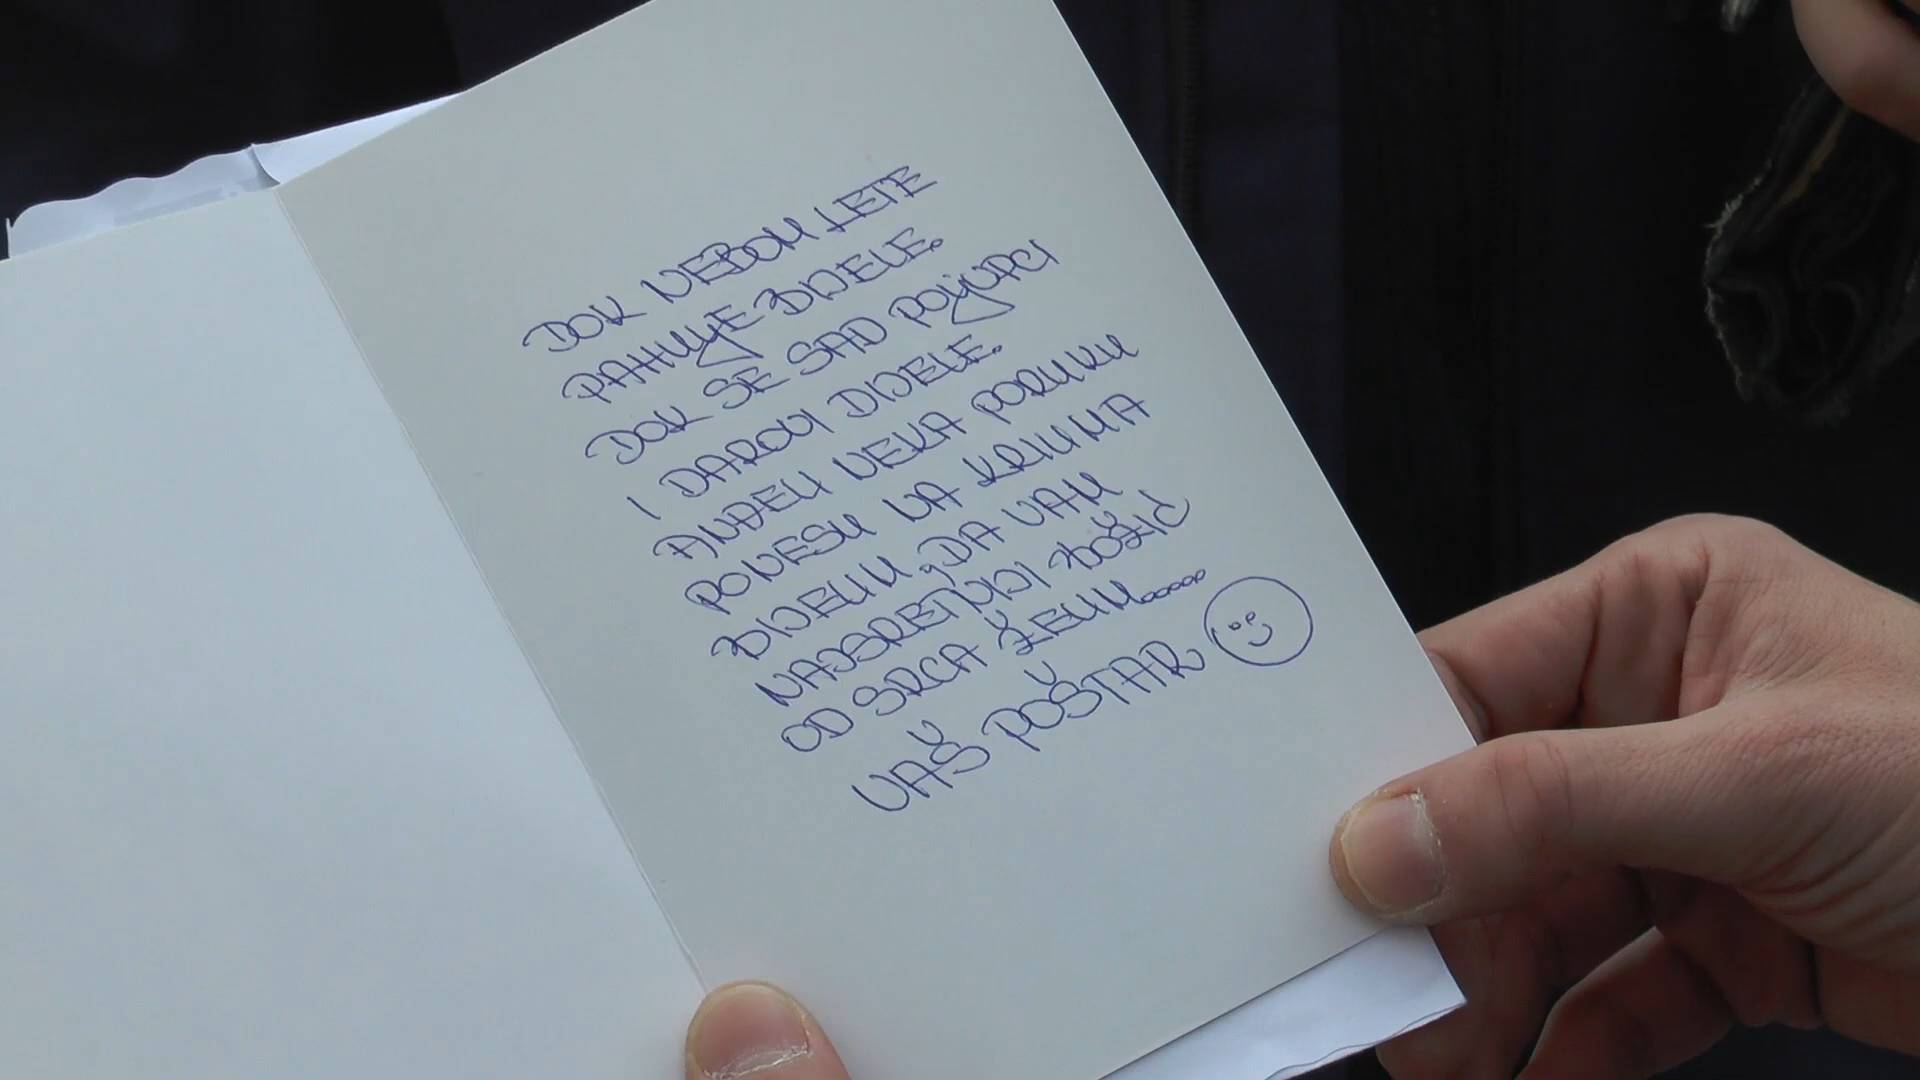 DOK NEBOM LETE
PAHULJE BIJELE.
DOK SE SAD POLJUPCI
I DAROVI DIJELE.
ANĐELI NEKA PORUKU
PONESU NA KRILIMA
BIJELIM, DA VAM
NAJSRETNIJI BOŽIĆ
OD SRCA ŽELIM.....
VAŠ POŠTAR